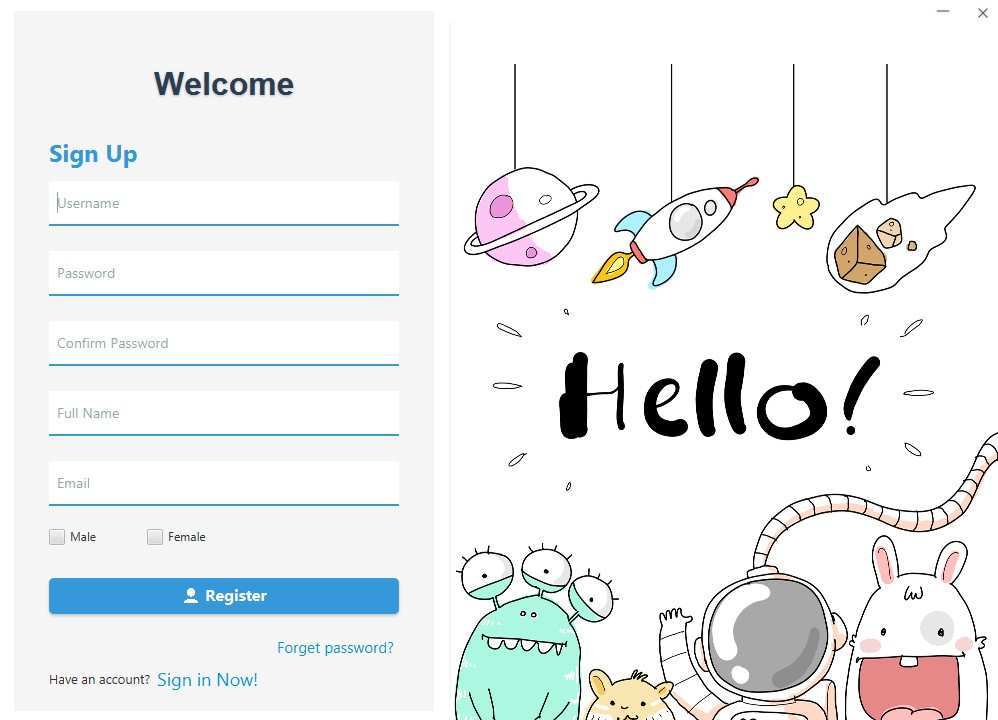 Welcome
Sign Up
Username
Password
Confirm Password
Full Name
Email
Male Female
Register
Forget password?
Have an account? Sign in Now!
Hello!